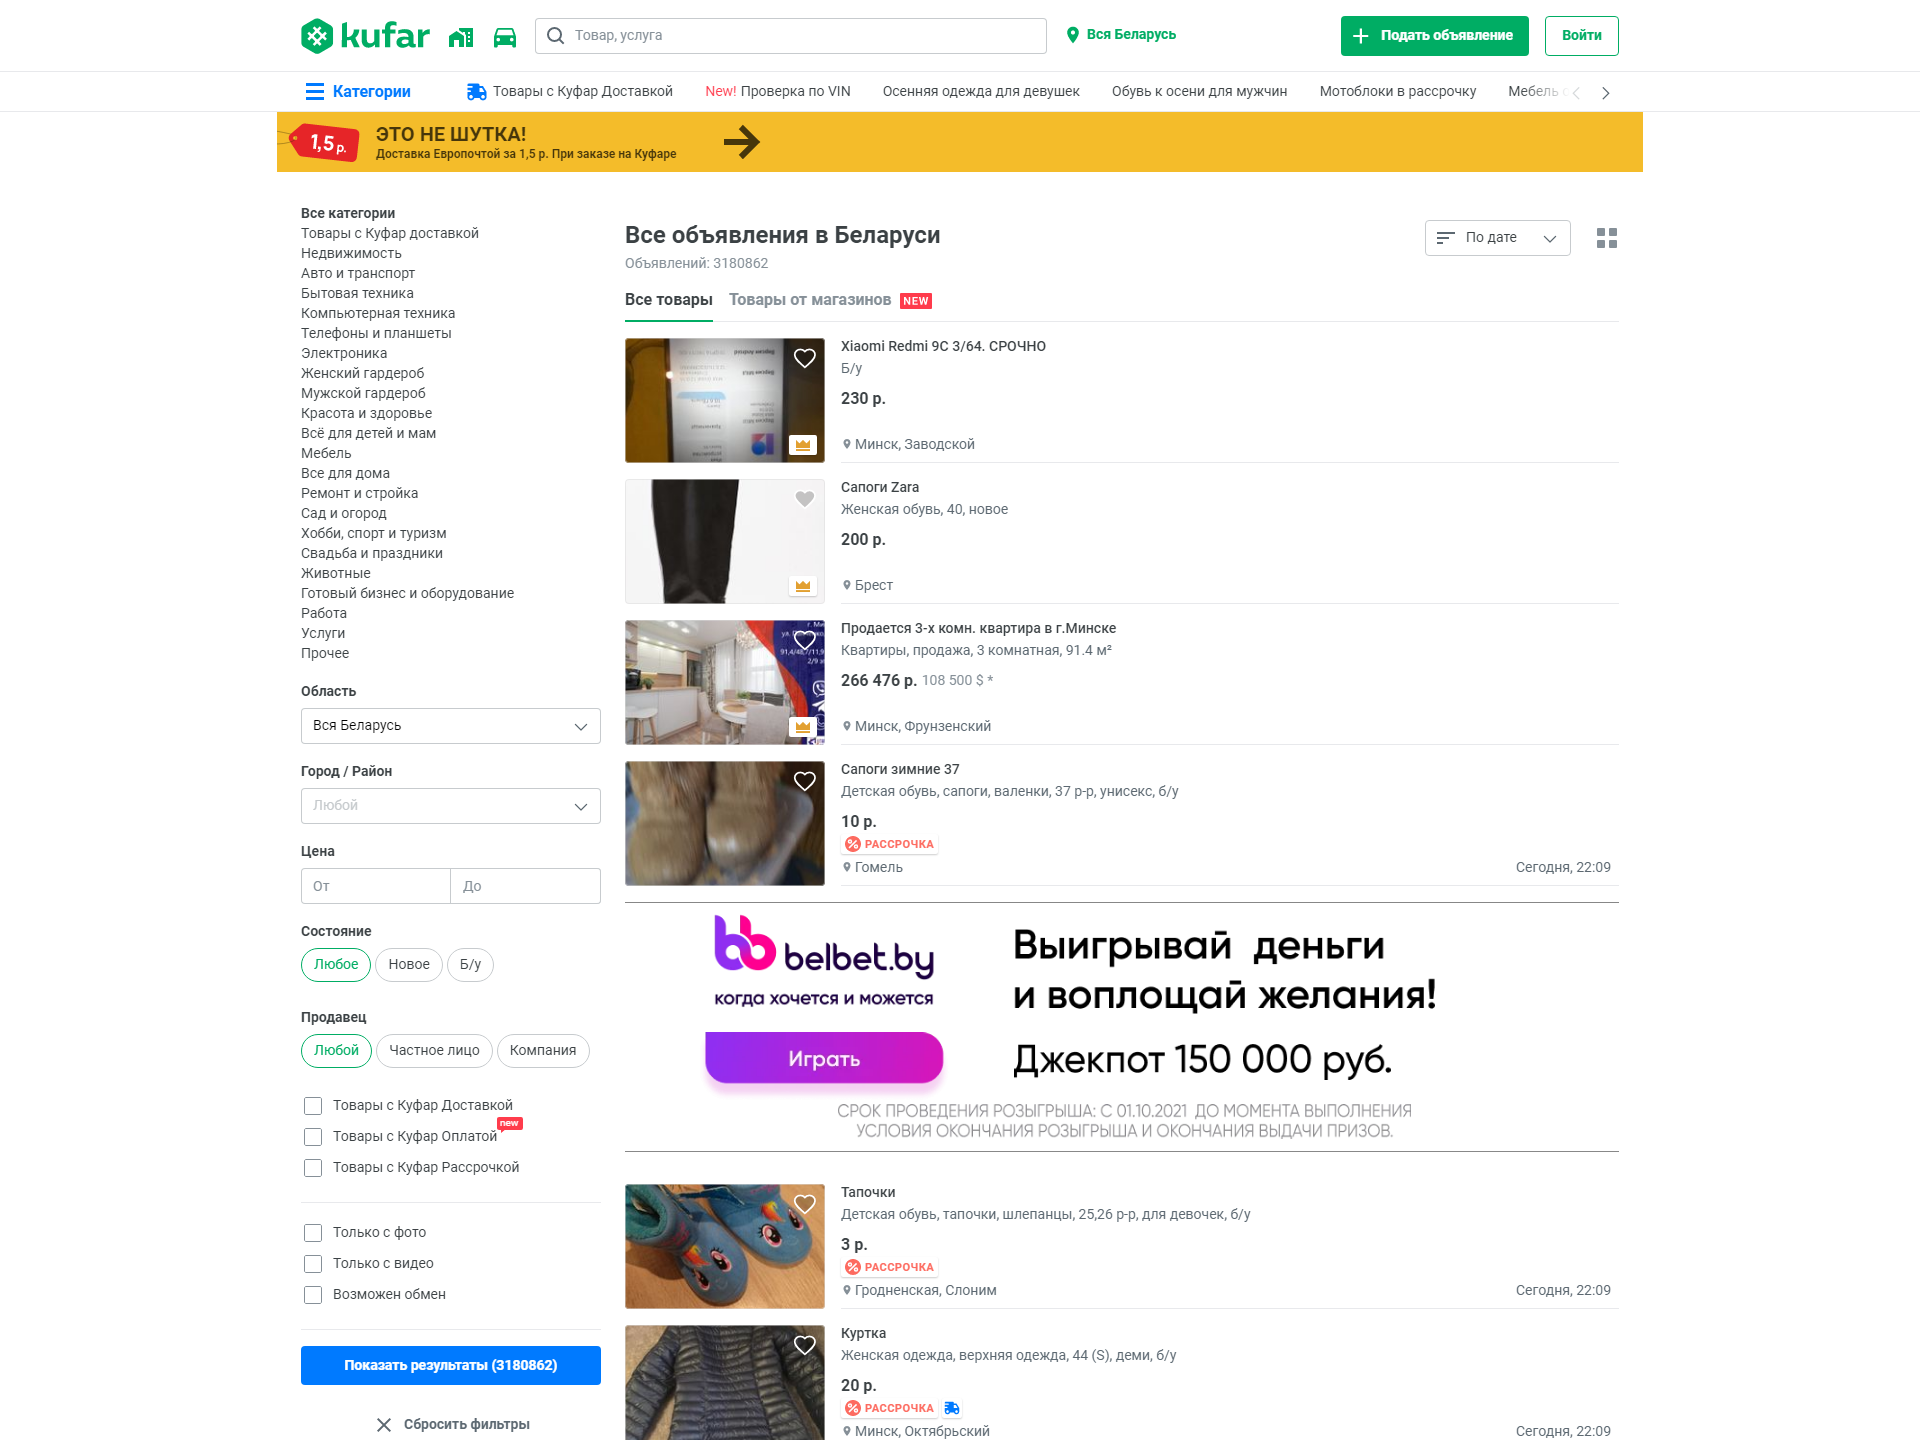 kufar
Товар, услуга
Вся Беларусь
Подать объявление
Войти
Категории
Товары с Куфар Доставкой
New! Проверка по VIN
Осенняя одежда для девушек
Обувь к осени для мужчин
Мотоблоки в рассрочку
Мебель с
1,5 р.
ЭТО НЕ ШУТКА!
Доставка Европочтой за 1,5 р. При заказе на Куфаре
Все категории
Товары с Куфар доставкой
Недвижимость
Авто и транспорт
Бытовая техника
Компьютерная техника
Телефоны и планшеты
Электроника
Женский гардероб
Мужской гардероб
Красота и здоровье
Всё для детей и мам
Мебель
Все для дома
Ремонт и стройка
Сад и огород
Хобби, спорт и туризм
Свадьба и праздники
Животные
Готовый бизнес и оборудование
Работа
Услуги
Прочее
Область
Вся Беларусь
Город / Район
Любой
Цена
От
До
Состояние
Любое
Новое
Б/у
Продавец
Любой
Частное лицо
Компания
Товары с Куфар Доставкой
Товары с Куфар Оплатой
new
Товары с Куфар Рассрочкой
Только с фото
Только с видео
Возможен обмен
Показать результаты (3180862)
Сбросить фильтры
Все объявления в Беларуси
Объявлений: 3180862
По дате
Все товары
Товары от магазинов
NEW
Xiaomi Redmi 9C 3/64. СРОЧНО
Б/у
230 р.
Минск, Заводской
Сапоги Zara
Женская обувь, 40, новое
200 р.
Брест
Продается 3-х комн. квартира в г.Минске
Квартиры, продажа, 3 комнатная, 91.4 м²
266 476 р. 108 500 $ *
Минск, Фрунзенский
Сапоги зимние 37
Детская обувь, сапоги, валенки, 37 р-р, унисекс, б/у
10 р.
РАССРОЧКА
Гомель
Сегодня, 22:09
belbet.by
когда хочется и можется
Играть
Выигрывай деньги
и воплощай желания!
Джекпот 150 000 руб.
СРОК ПРОВЕДЕНИЯ РОЗЫГРЫША: С 01.10.2021 ДО МОМЕНТА ВЫПОЛНЕНИЯ
УСЛОВИЯ ОКОНЧАНИЯ РОЗЫГРЫША И ОКОНЧАНИЯ ВЫДАЧИ ПРИЗОВ.
Тапочки
Детская обувь, тапочки, шлепанцы, 25,26 р-р, для девочек, б/у
3 р.
РАССРОЧКА
Гродненская, Слоним
Сегодня, 22:09
Куртка
Женская одежда, верхняя одежда, 44 (S), деми, б/у
20 р.
РАССРОЧКА
Минск, Октябрьский
Сегодня, 22:09